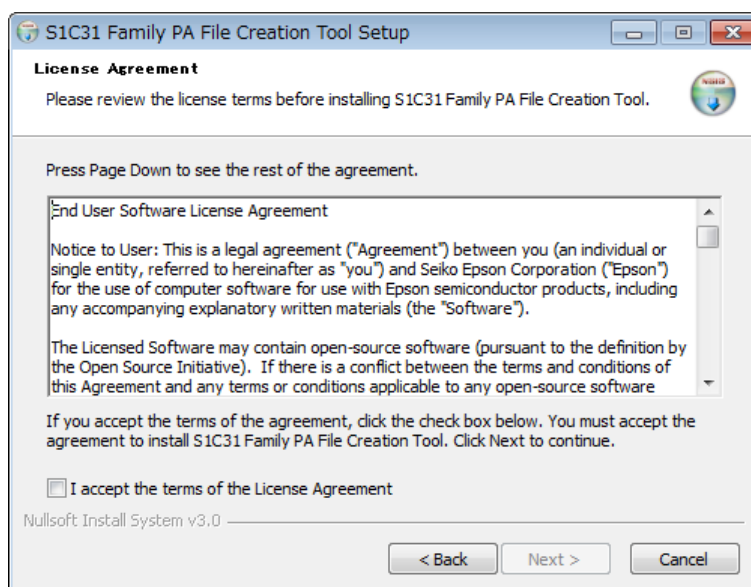 S1C31 Family PA File Creation Tool Setup
License Agreement
Please review the license terms before installing S1C31 Family PA File Creation Tool.
Press Page Down to see the rest of the agreement.
End User Software License Agreement
Notice to User: This is a legal agreement ("Agreement") between you (an individual or
single entity, referred to hereinafter as "you") and Seiko Epson Corporation ("Epson")
for the use of computer software for use with Epson semiconductor products, including
any accompanying explanatory written materials (the "Software").
The Licensed Software may contain open-source software (pursuant to the definition by
the Open Source Initiative).  If there is a conflict between the terms and conditions of
this Agreement and any terms or conditions applicable to any open-source software
If you accept the terms of the agreement, click the check box below. You must accept the
agreement to install S1C31 Family PA File Creation Tool. Click Next to continue.
I accept the terms of the License Agreement
Nullsoft Install System v3.0
< Back
Next >
Cancel